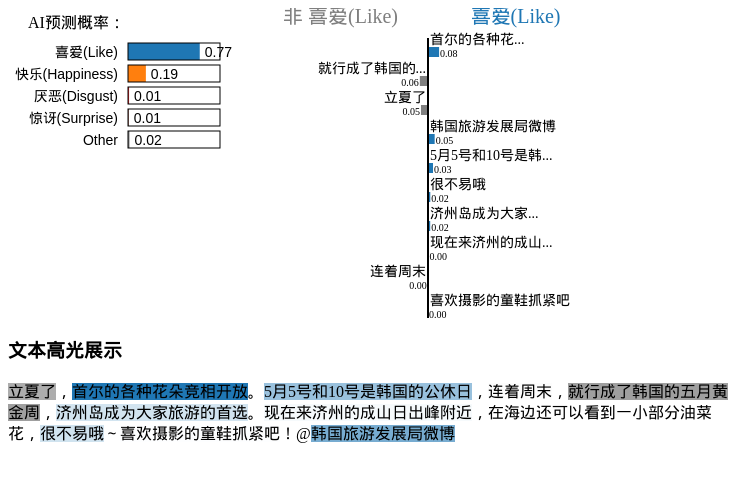 AI预测概率：
喜爱(Like) 0.77
快乐(Happiness) 0.19
厌恶(Disgust) 0.01
惊讶(Surprise) 0.01
Other 0.02
非 喜爱(Like) 喜爱(Like)
首尔的各种花...
0.08
就行成了韩国的...
0.06
立夏了
0.05
韩国旅游发展局微博
0.05
5月5号和10号是韩...
0.03
很不易哦
0.02
济州岛成为大家...
0.02
现在来济州的成山...
0.00
连着周末
0.00
喜欢摄影的童鞋抓紧吧
0.00
文本高光展示
立夏了，首尔的各种花朵竞相开放。5月5号和10号是韩国的公休日，连着周末，就行成了韩国的五月黄
金周，济州岛成为大家旅游的首选。现在来济州的成山日出峰附近，在海边还可以看到一小部分油菜
花，很不易哦～喜欢摄影的童鞋抓紧吧！@韩国旅游发展局微博